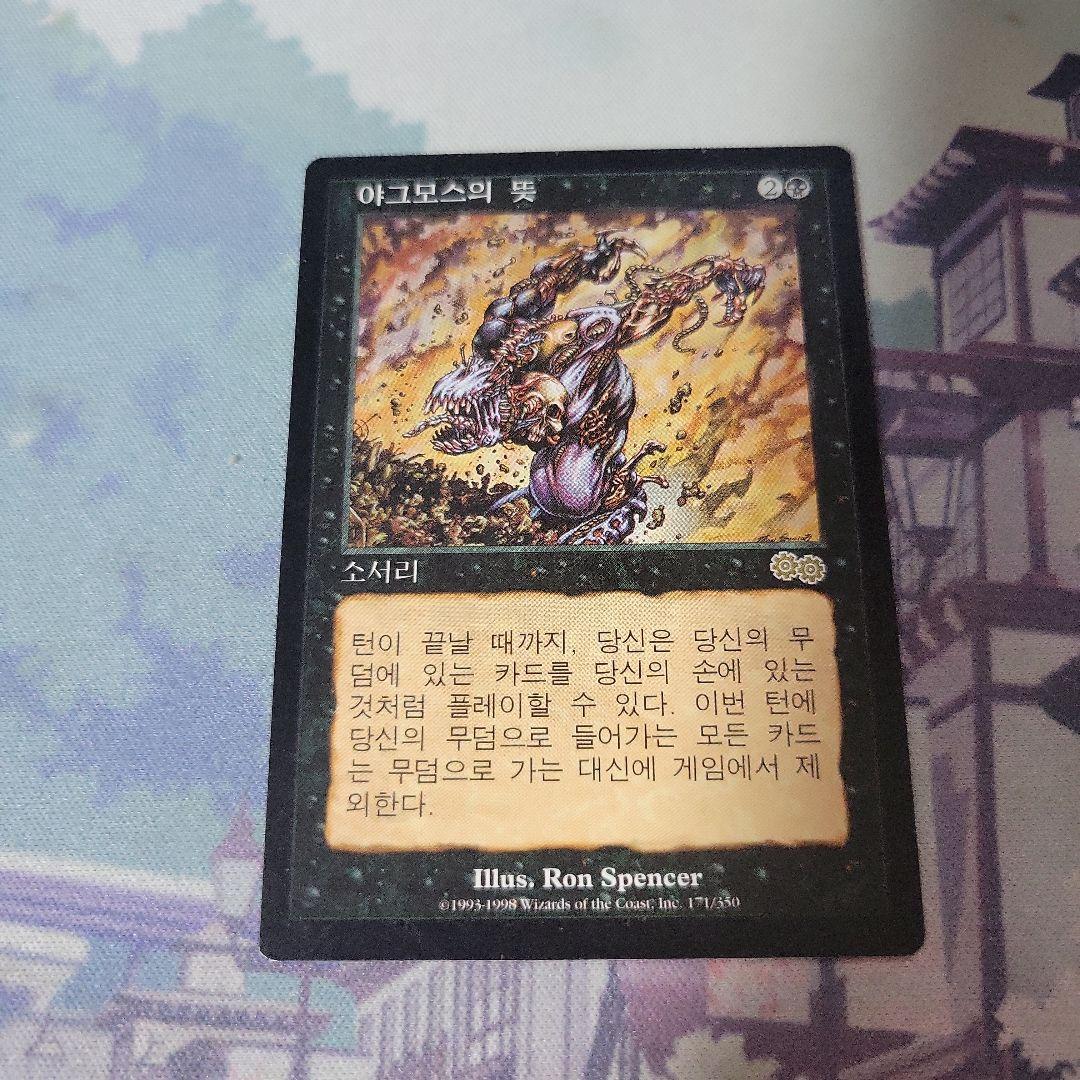 야그모스의 뜻 2
소서리
턴이 끝날 때까지, 당신은 당신의 무
덤에 있는 카드를 당신의 손에 있는
것처럼 플레이할 수 있다. 이번 턴에
당신의 무덤으로 들어가는 모든 카드
는 무덤으로 가는 대신에 게임에서 제
외한다.
Illus. Ron Spencer
©1993-1998 Wizards of the Coast, Inc. 171/350